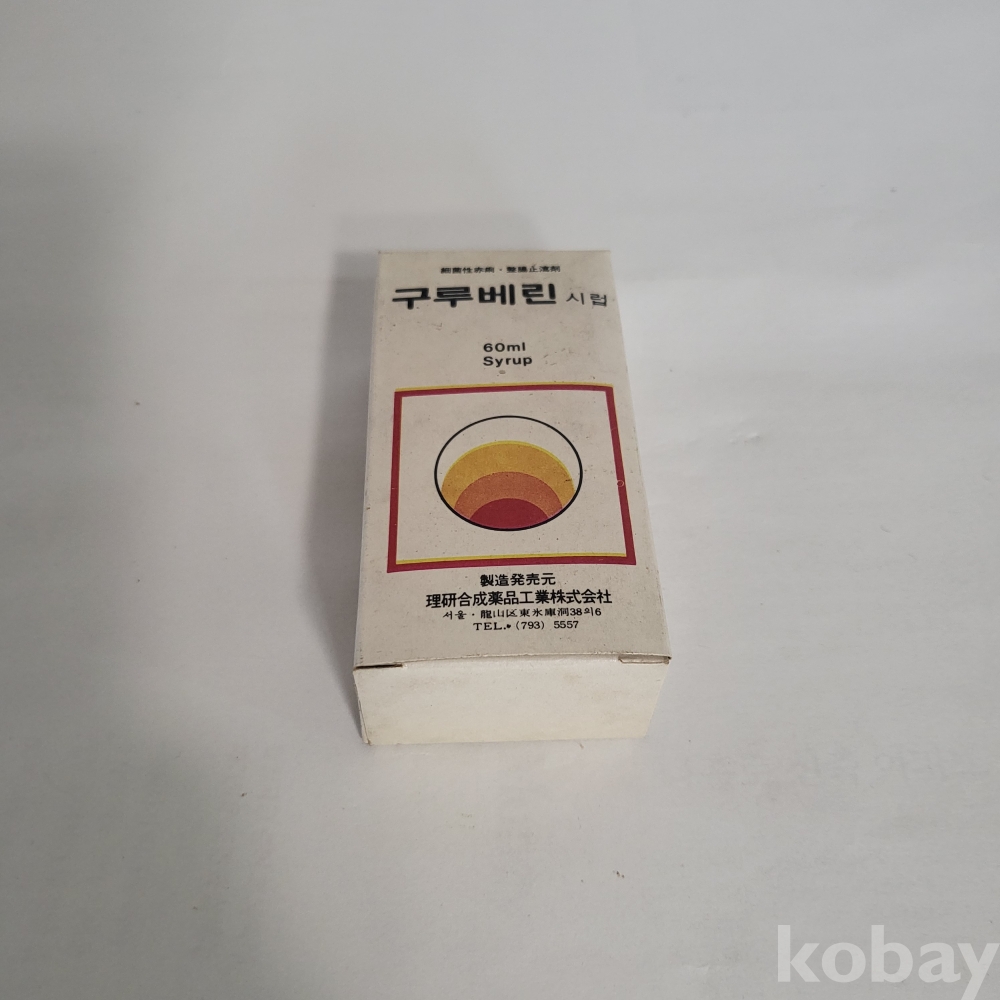 細菌性赤痢・整腸止瀉剤
구루베린 시럽
60ml
Syrup
製造発売元
理研合成薬品工業株式会社
서울・龍山区東氷庫洞38의6
TEL.・(793) 5557
kobay